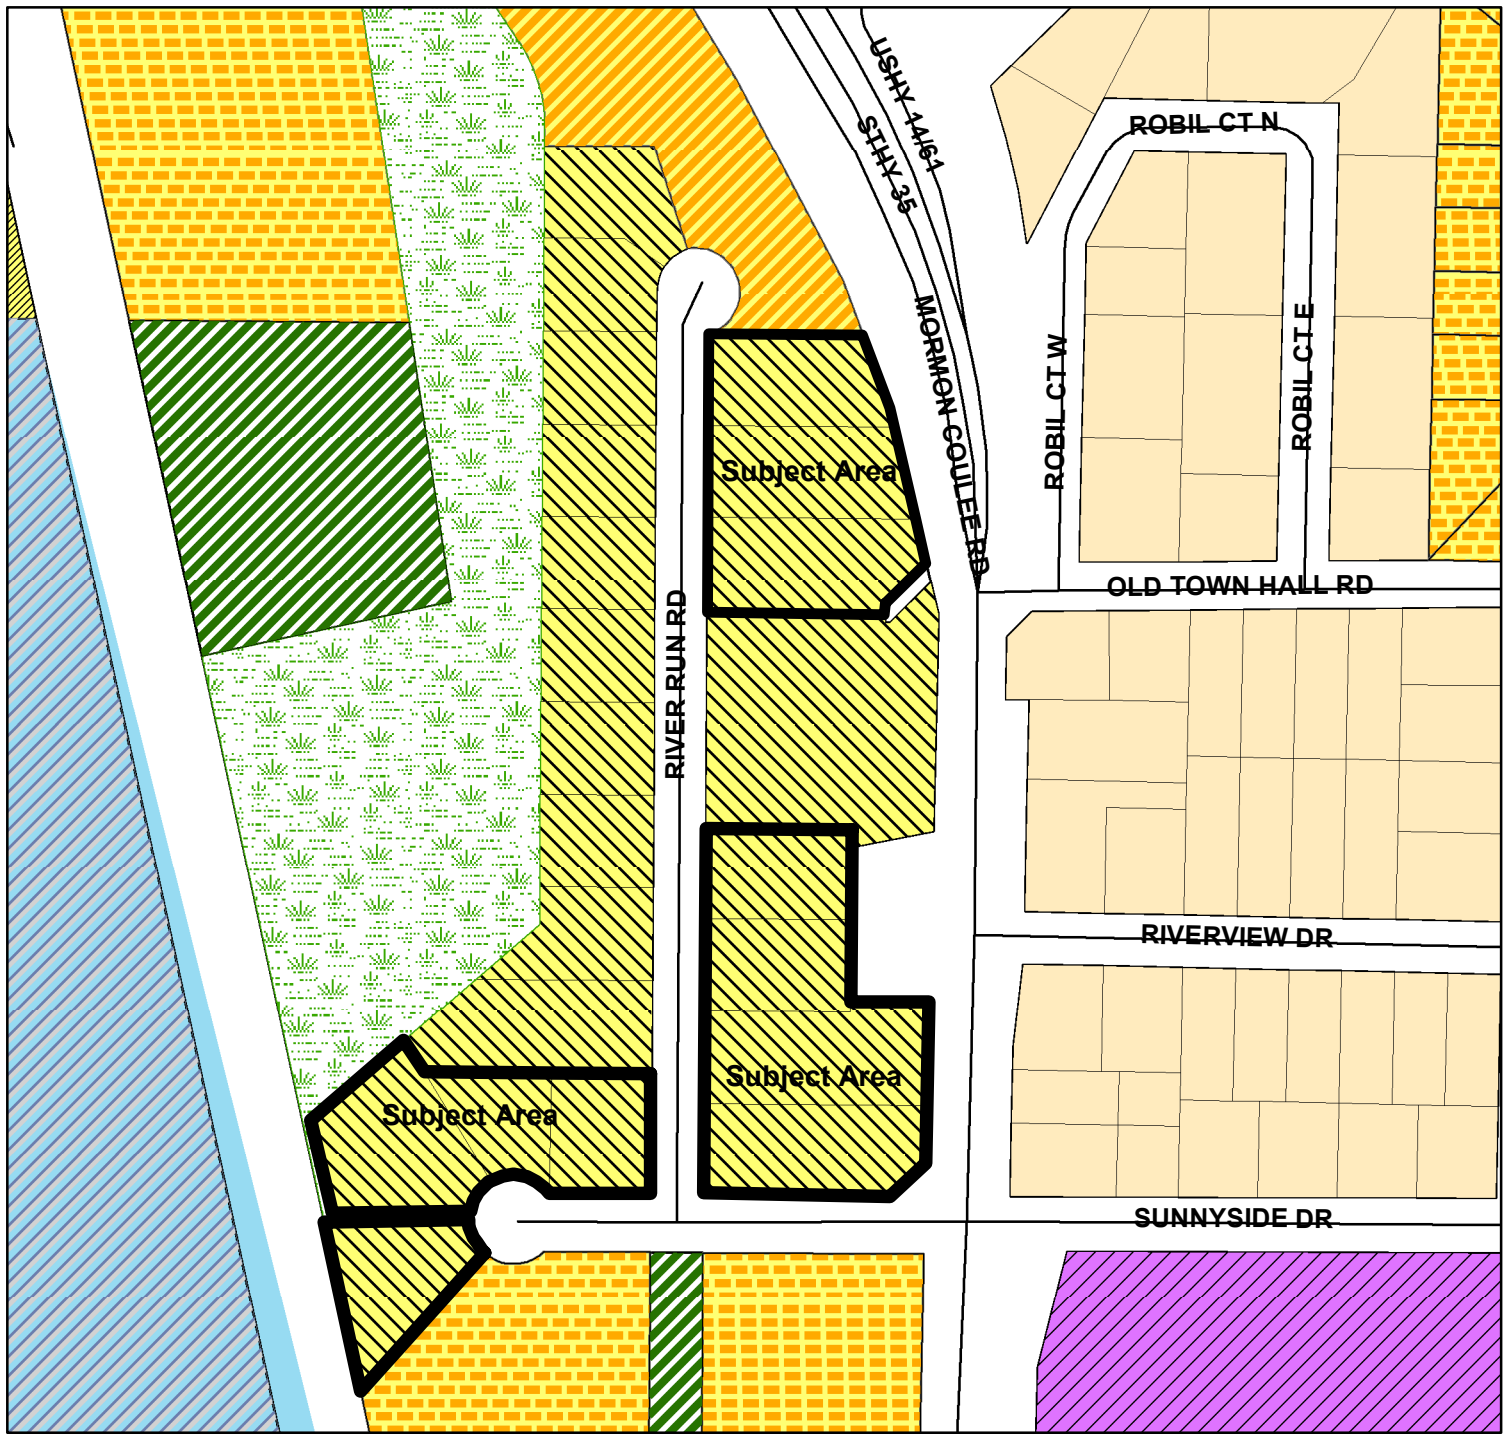 USHY 14/61
STHY 35
ROBIL CT N
MORMON COULEE RD
ROBIL CT W
ROBIL CT E
Subject Area
OLD TOWN HALL RD
RIVER RUN RD
RIVERVIEW DR
Subject Area
Subject Area
SUNNYSIDE DR